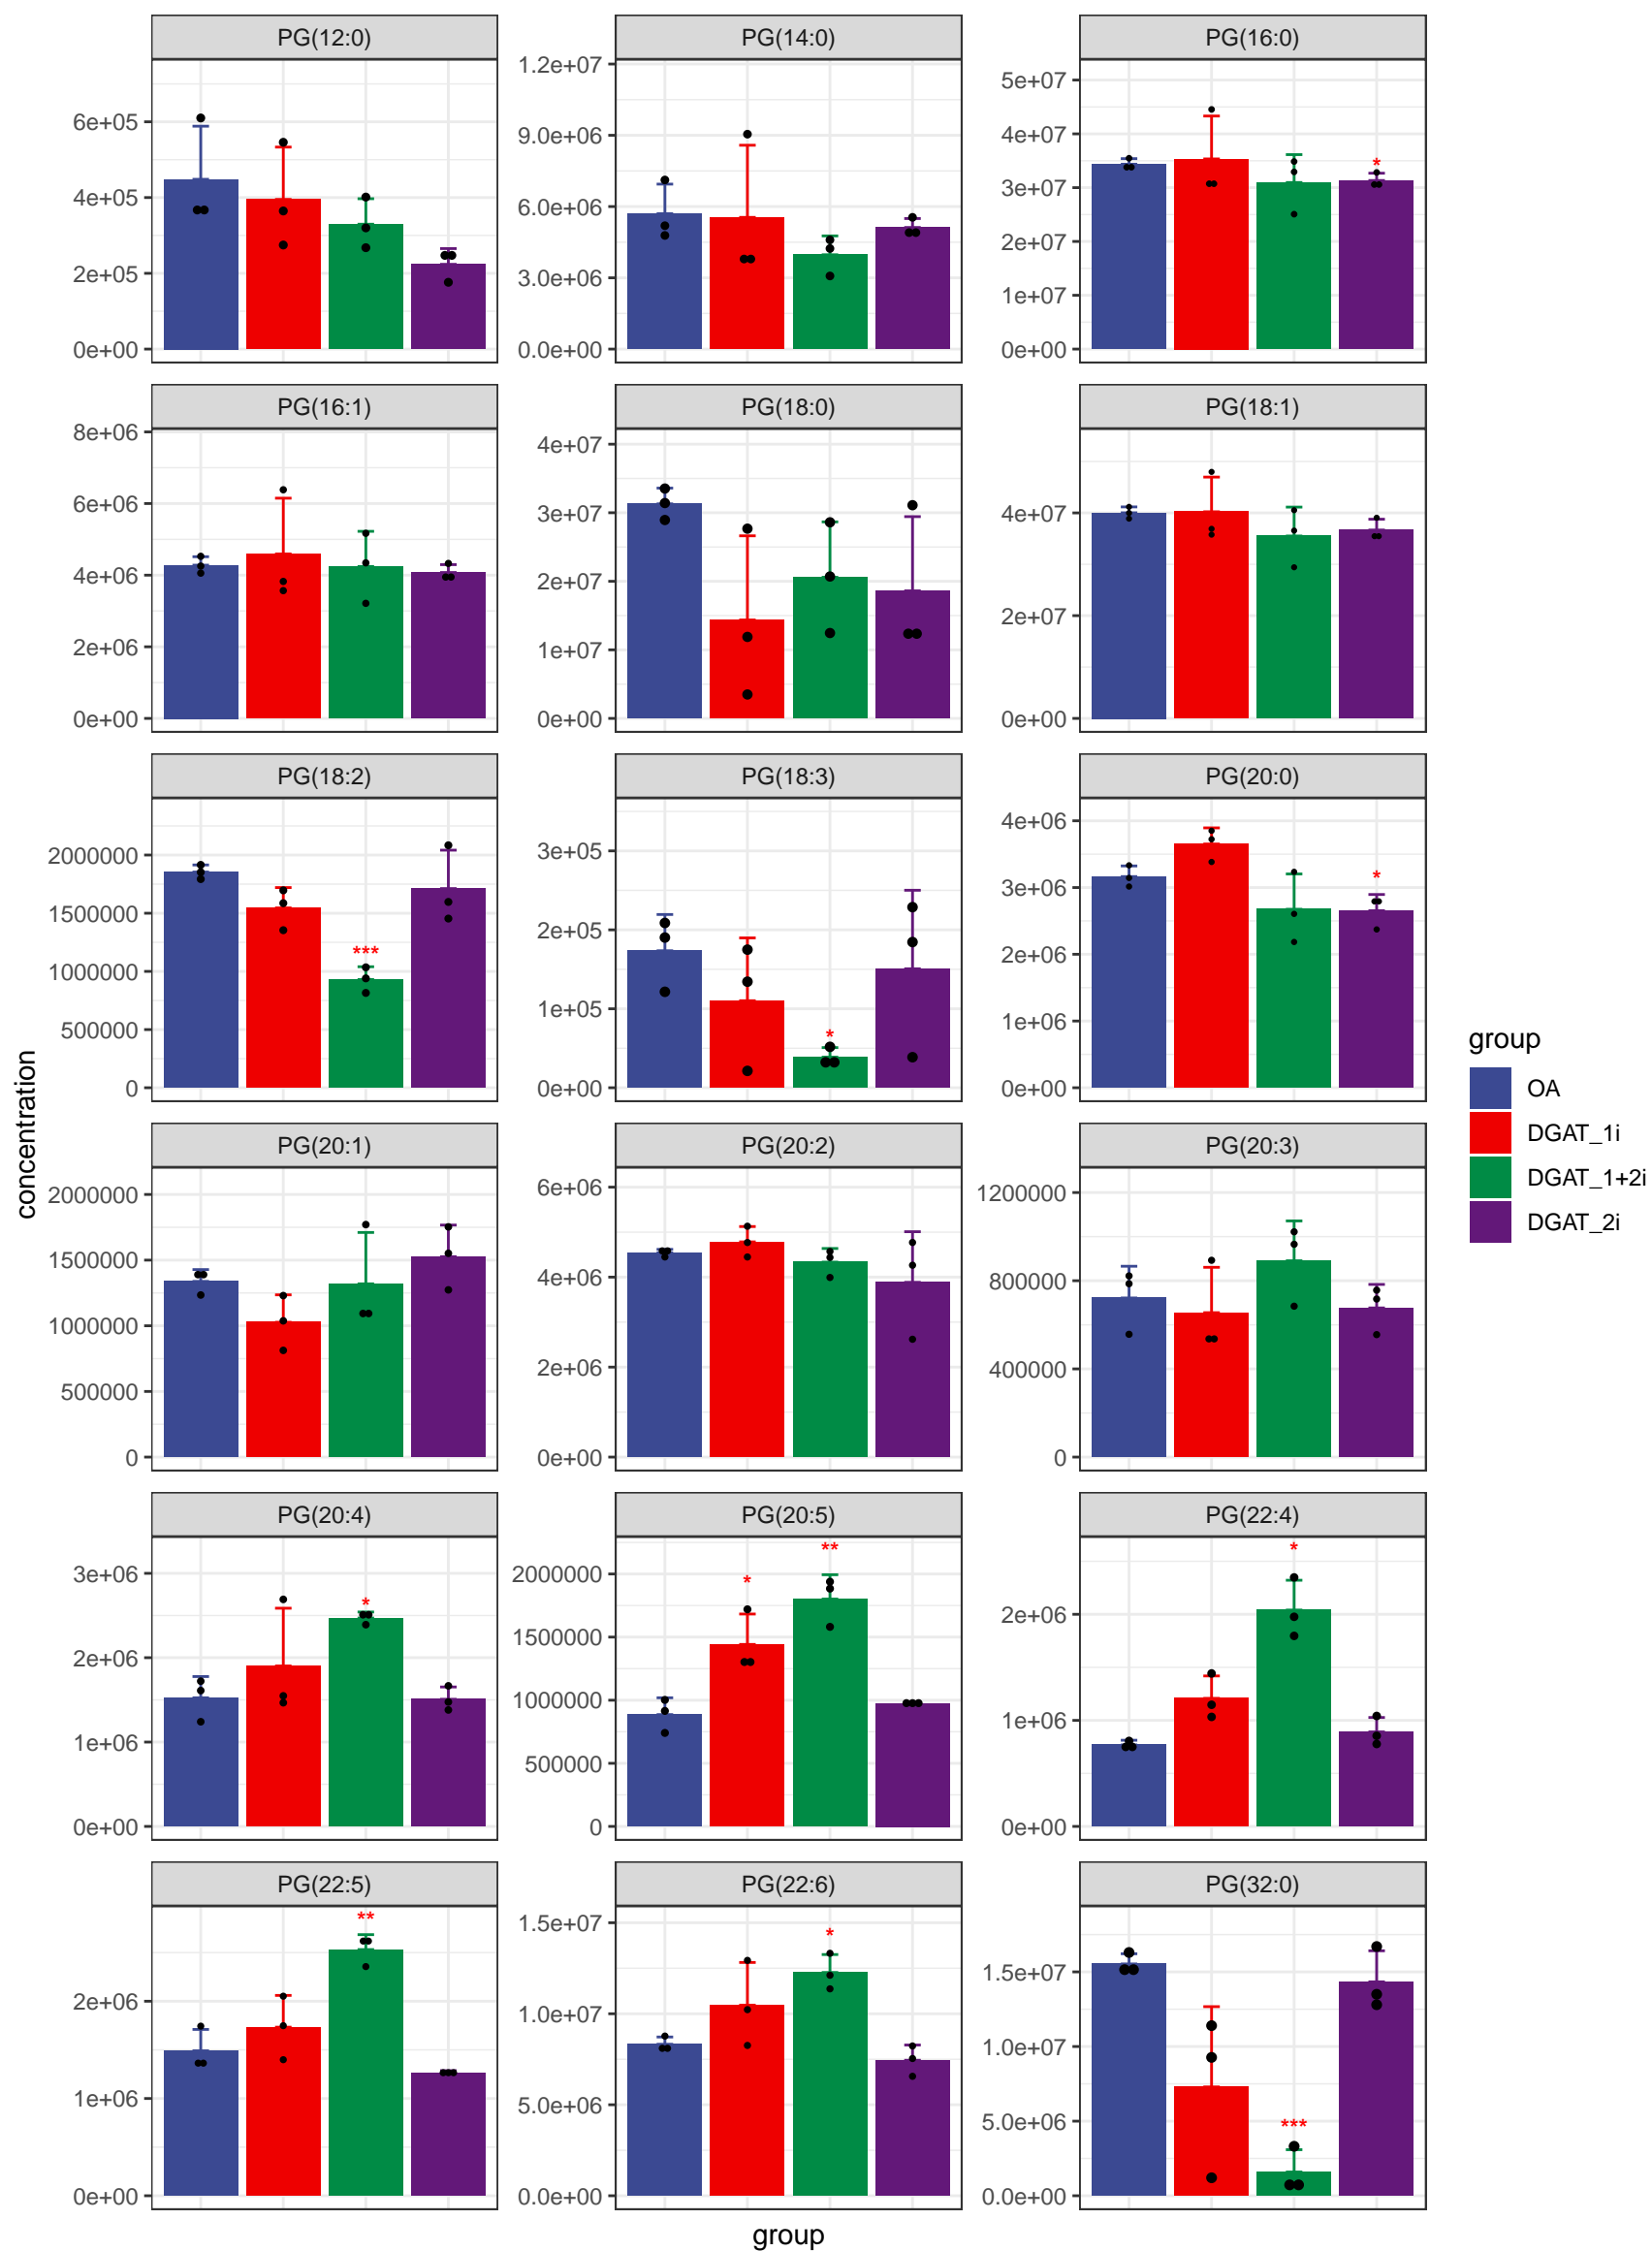 PG(12:0) PG(14:0) PG(16:0)
6e+05
4e+05
2e+05
0e+00
1.2e+07
9.0e+06
6.0e+06
3.0e+06
0.0e+00
5e+07
4e+07
3e+07
2e+07
1e+07
0e+00
*
PG(16:1) PG(18:0) PG(18:1)
8e+06
6e+06
4e+06
2e+06
0e+00
4e+07
3e+07
2e+07
1e+07
0e+00
4e+07
2e+07
0e+00
PG(18:2) PG(18:3) PG(20:0)
2000000
1500000
1000000
500000
0
***
3e+05
2e+05
1e+05
0e+00
*
4e+06
3e+06
2e+06
1e+06
0e+00
*
PG(20:1) PG(20:2) PG(20:3)
2000000
1500000
1000000
500000
0
6e+06
4e+06
2e+06
0e+00
1200000
800000
400000
0
PG(20:4) PG(20:5) PG(22:4)
3e+06
2e+06
1e+06
0e+00
*
2000000
1500000
1000000
500000
0
*
**
2e+06
1e+06
0e+00
*
PG(22:5) PG(22:6) PG(32:0)
2e+06
1e+06
0e+00
**
1.5e+07
1.0e+07
5.0e+06
0.0e+00
*
1.5e+07
1.0e+07
5.0e+06
0.0e+00
***
concentration
group
group
OA
DGAT_1i
DGAT_1+2i
DGAT_2i